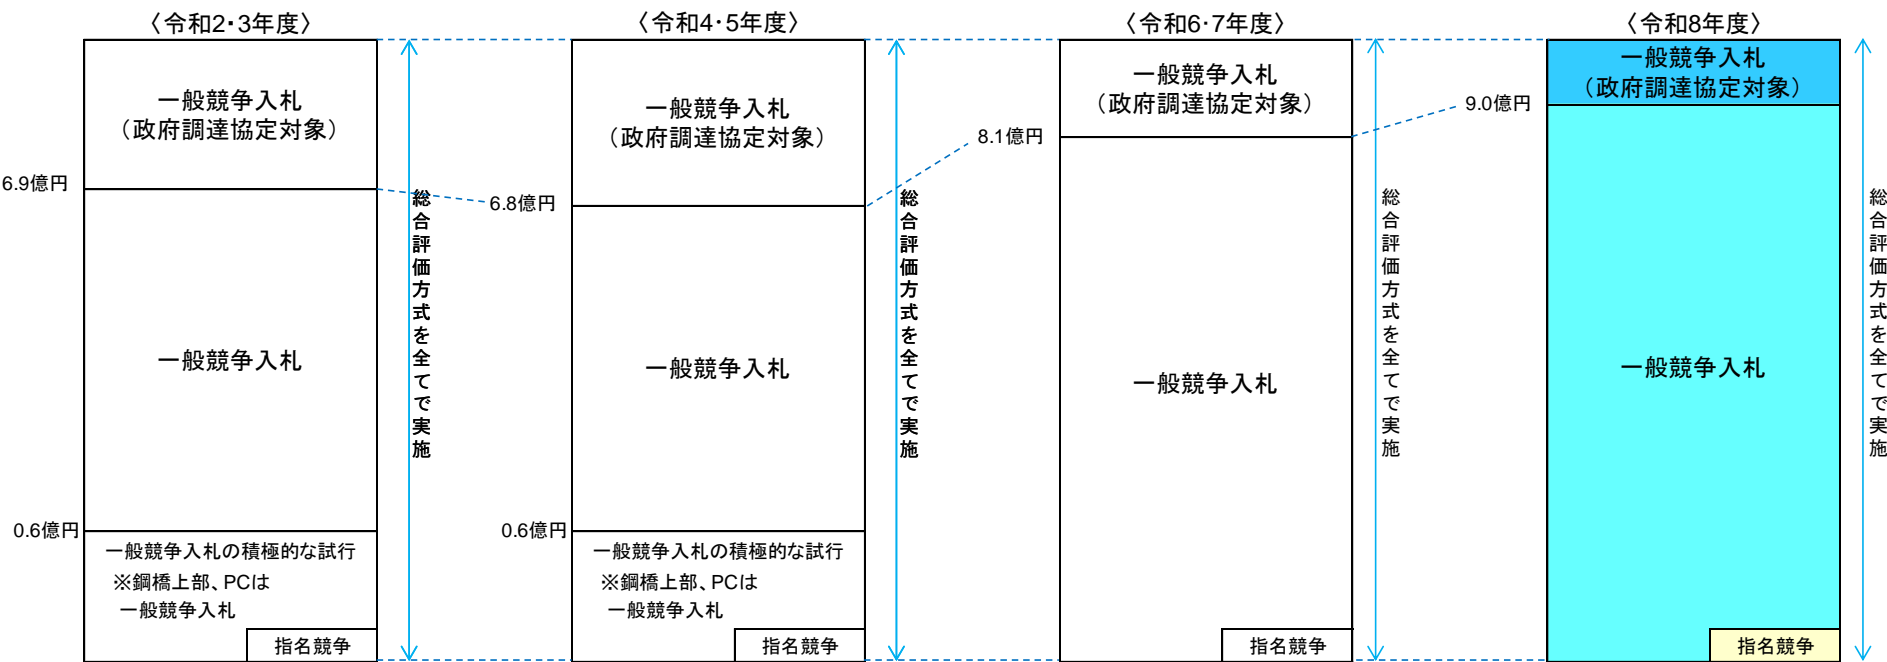 〈令和2・3年度〉
一般競争入札
（政府調達協定対象）
6.9億円
一般競争入札
0.6億円
一般競争入札の積極的な試行
※鋼橋上部、PCは
一般競争入札
指名競争
総合評価方式を全てで実施
〈令和4・5年度〉
一般競争入札
（政府調達協定対象）
6.8億円
一般競争入札
0.6億円
一般競争入札の積極的な試行
※鋼橋上部、PCは
一般競争入札
指名競争
総合評価方式を全てで実施
〈令和6・7年度〉
一般競争入札
（政府調達協定対象）
8.1億円
一般競争入札
指名競争
総合評価方式を全てで実施
〈令和8年度〉
一般競争入札
（政府調達協定対象）
9.0億円
一般競争入札
指名競争
総合評価方式を全てで実施